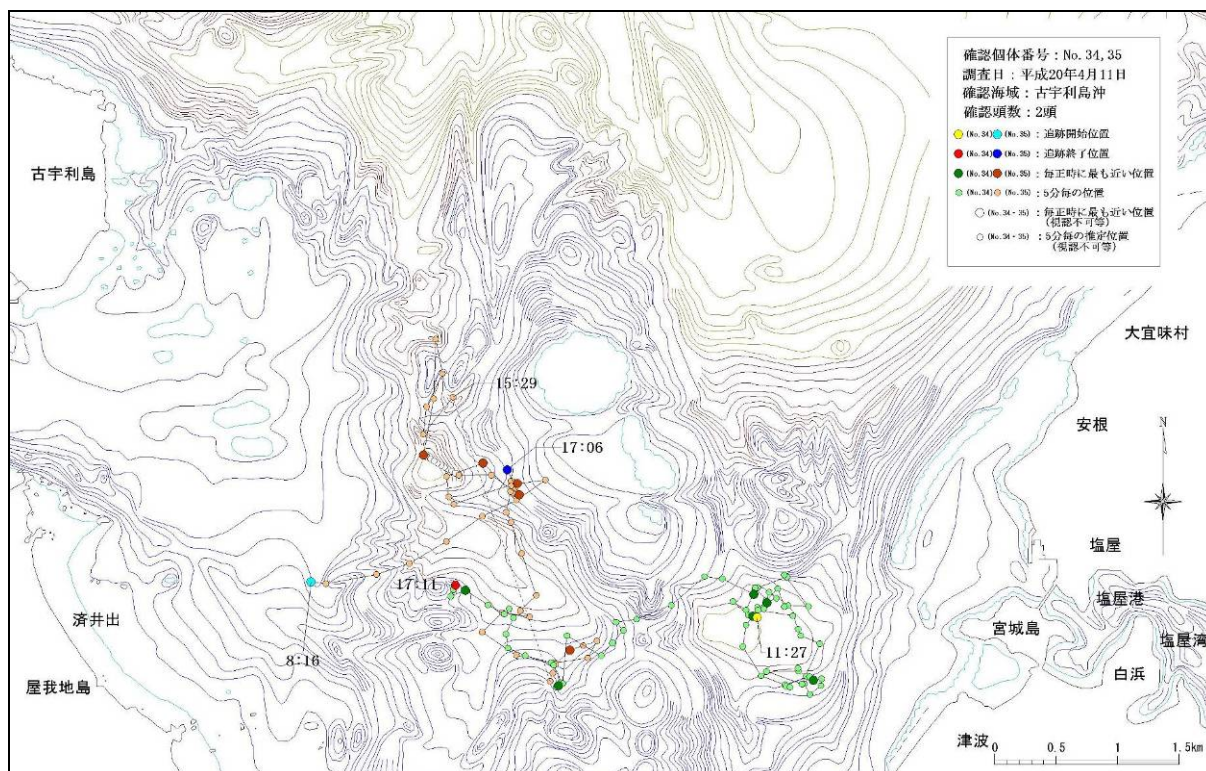 確認個体番号：No.34,35
調査日：平成20年4月11日
確認海域：古宇利島沖
確認頭数：2頭
(No.34) (No.35)：追跡開始位置
(No.34) (No.35)：追跡終了位置
(No.34) (No.35)：毎正時に最も近い位置
(No.34) (No.35)：5分毎の位置
(No.34・35)：毎正時に最も近い位置
(視認不可等)
(No.34・35)：5分毎の推定位置
(視認不可等)
古宇利島
大宜味村
15：29
安根
17：06
塩屋
17：11
塩屋港
済井出
宮城島
塩屋湾
11：27
8：16
白浜
屋我地島
津波
0 0.5 1 1.5km
N